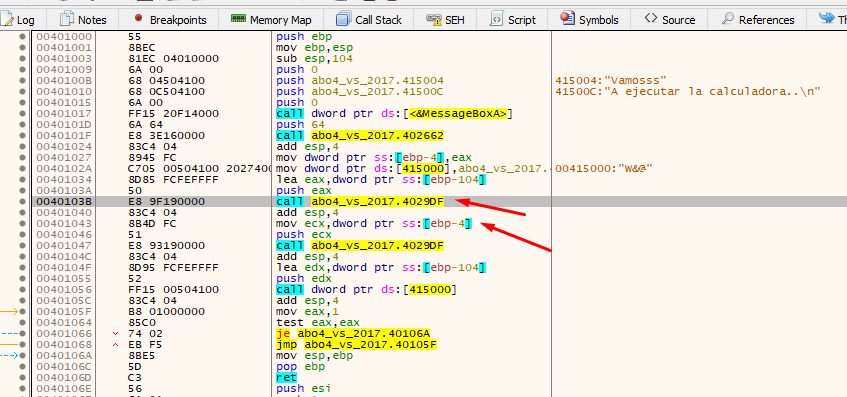 Log Notes Breakpoints Memory Map Call Stack SEH Script Symbols Source References Th
00401000 55 push ebp
00401001 8BEC mov ebp,esp
00401003 81EC 04010000 sub esp,104
00401009 6A 00 push 0
0040100B 68 04504100 push abo4_vs_2017.415004 415004:"Vamosss"
00401010 68 0C504100 push abo4_vs_2017.41500C 41500C:"A ejecutar la calculadora..\n"
00401015 6A 00 push 0
00401017 FF15 20F14000 call dword ptr ds:[<&MessageBoxA>]
0040101D 6A 64 push 64
0040101F E8 3E160000 call abo4_vs_2017.402662
00401024 83C4 04 add esp,4
00401027 8945 FC mov dword ptr ss:[ebp-4],eax
0040102A C705 00504100 2027400 mov dword ptr ds:[415000],abo4_vs_2017.4 00415000:"W&@"
00401034 8D85 FCFEFFFF lea eax,dword ptr ss:[ebp-104]
0040103A 50 push eax
0040103B E8 9F190000 call abo4_vs_2017.4029DF
00401040 83C4 04 add esp,4
00401043 8B4D FC mov ecx,dword ptr ss:[ebp-4]
00401046 51 push ecx
00401047 E8 93190000 call abo4_vs_2017.4029DF
0040104C 83C4 04 add esp,4
0040104F 8D95 FCFEFFFF lea edx,dword ptr ss:[ebp-104]
00401055 52 push edx
00401056 FF15 00504100 call dword ptr ds:[415000]
0040105C 83C4 04 add esp,4
0040105F B8 01000000 mov eax,1
00401064 85C0 test eax,eax
00401066 74 02 je abo4_vs_2017.40106A
00401068 EB F5 jmp abo4_vs_2017.40105F
0040106A 8BE5 mov esp,ebp
0040106C 5D pop ebp
0040106D C3 ret
0040106E 56 push esi